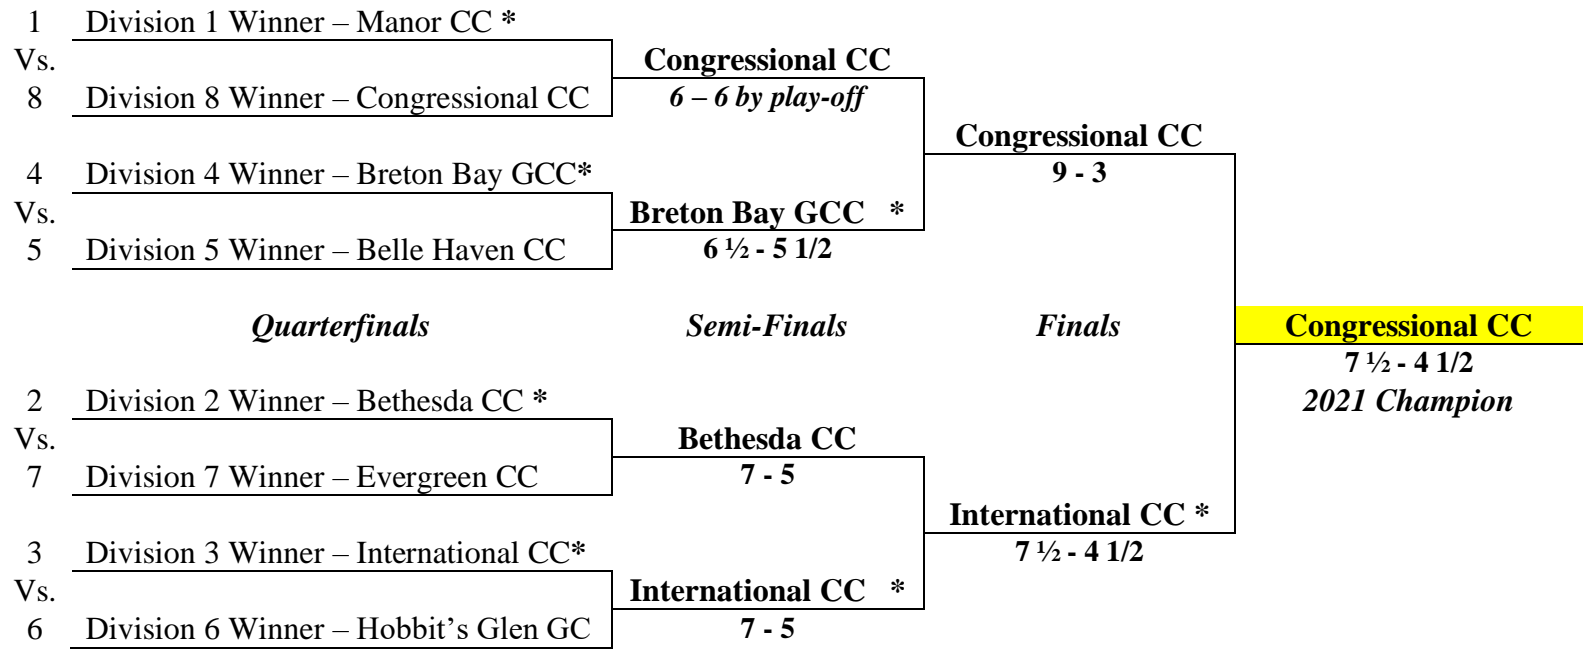 1 Division 1 Winner – Manor CC *
Vs. Congressional CC
8 Division 8 Winner – Congressional CC 6 – 6 by play-off
Congressional CC
4 Division 4 Winner – Breton Bay GCC* 9 - 3
Vs. Breton Bay GCC *
5 Division 5 Winner – Belle Haven CC 6 ½ - 5 1/2
Quarterfinals Semi-Finals Finals Congressional CC
7 ½ - 4 1/2
2 Division 2 Winner – Bethesda CC * 2021 Champion
Vs. Bethesda CC
7 Division 7 Winner – Evergreen CC 7 - 5
International CC *
3 Division 3 Winner – International CC* 7 ½ - 4 1/2
Vs. International CC *
6 Division 6 Winner – Hobbit’s Glen GC 7 - 5